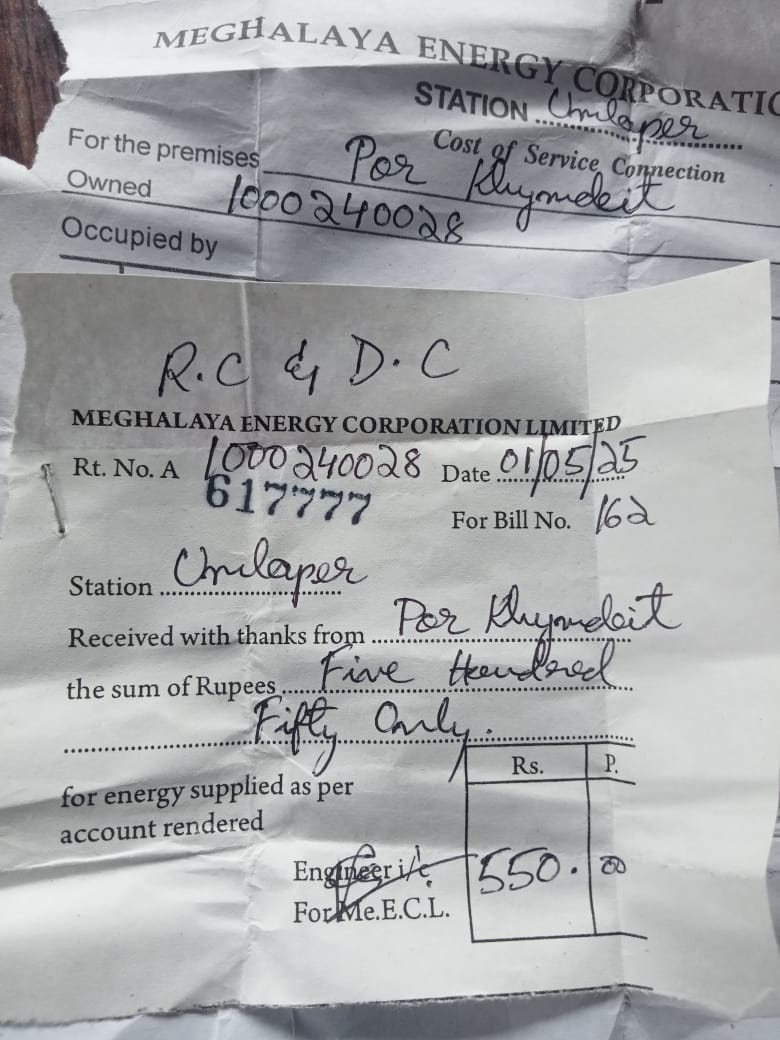 MEGHALAYA ENERGY CORPORATIO
STATION Umlaper
Cost of Service Connection
For the premises Por Khymdeit
Owned 1000240028
Occupied by
R.C & D.C
MEGHALAYA ENERGY CORPORATION LIMITED
Rt. No. A 1000240028 Date 01/05/25
617777 For Bill No. 162
Station Umlaper
Received with thanks from Por Khymdeit
the sum of Rupees Five Hundred
Fifty Only.
Rs. P.
for energy supplied as per
account rendered
Engineer i/c. 550. 00
For Me.E.C.L.